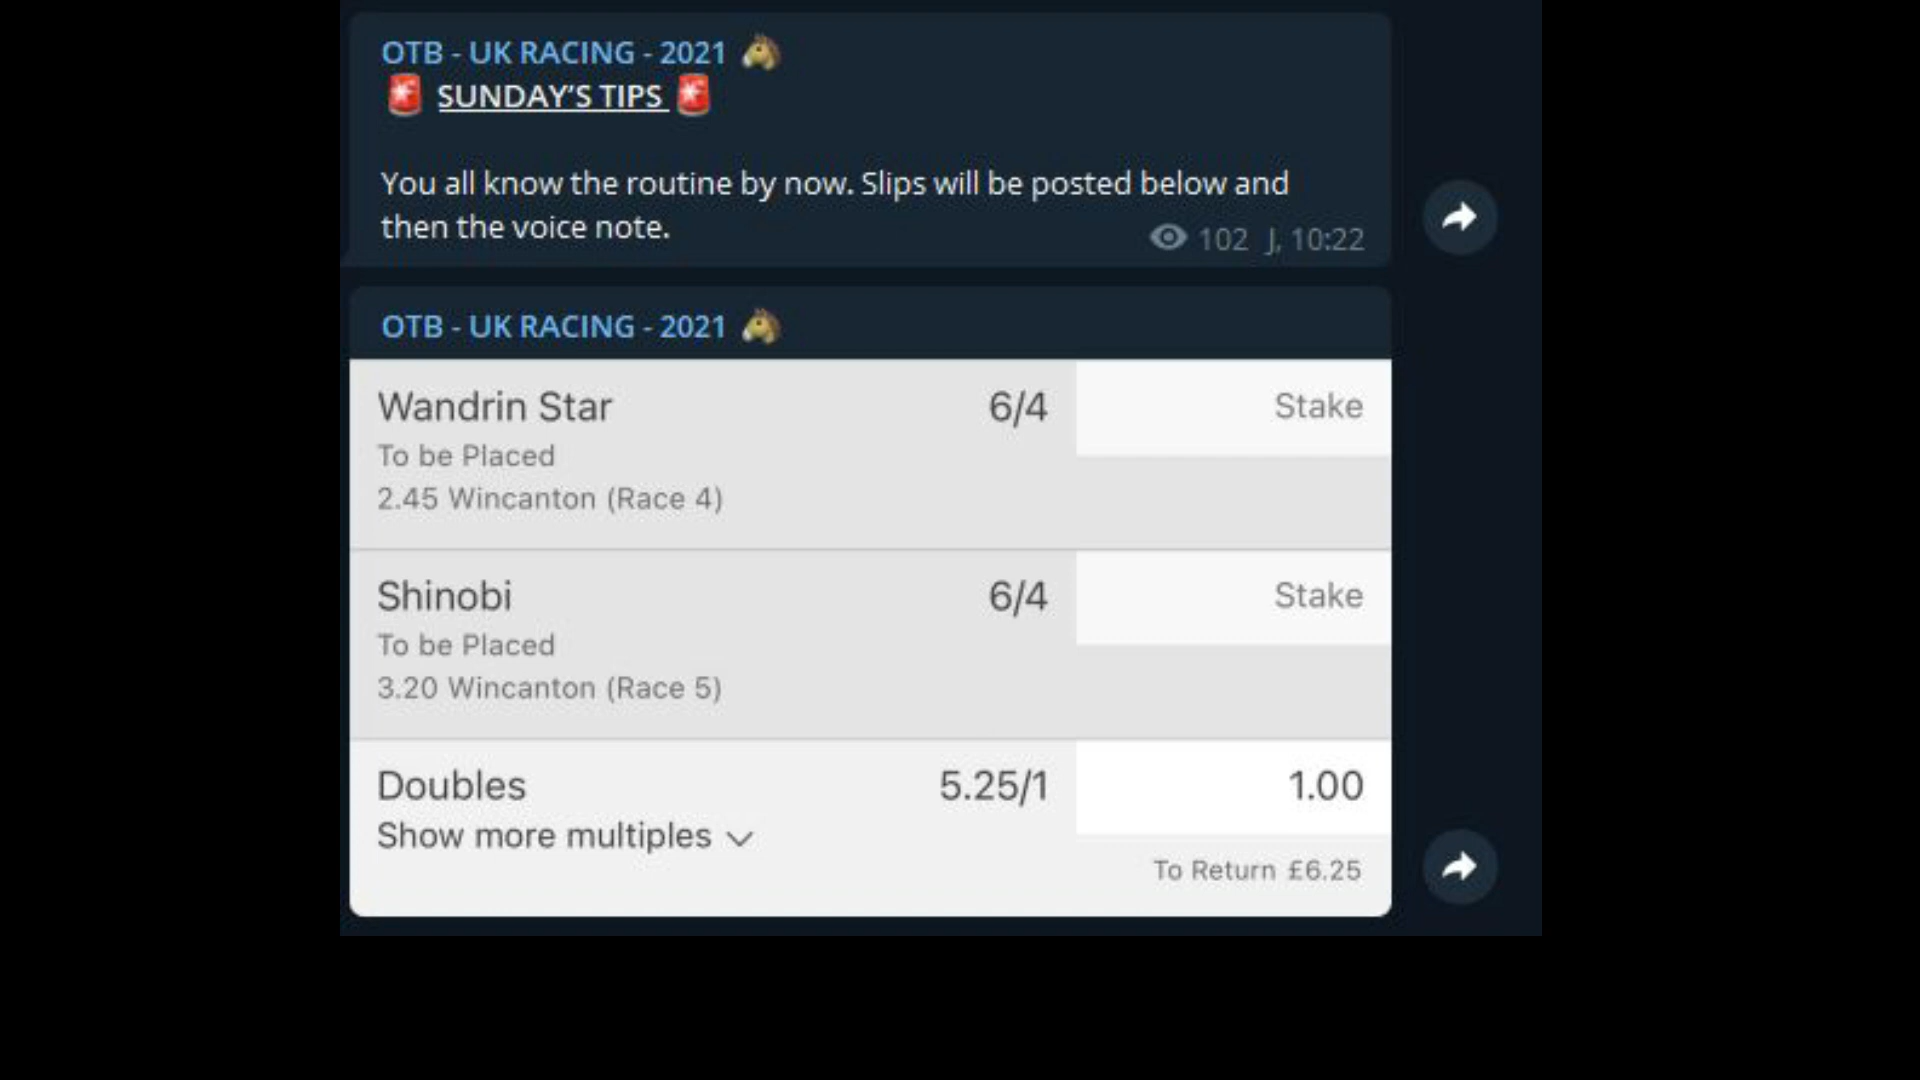 OTB - UK RACING - 2021 🐴
🚨 SUNDAY'S TIPS 🚨
You all know the routine by now. Slips will be posted below and
then the voice note.
102 J, 10:22
OTB - UK RACING - 2021 🐴
Wandrin Star 6/4 Stake
To be Placed
2.45 Wincanton (Race 4)
Shinobi 6/4 Stake
To be Placed
3.20 Wincanton (Race 5)
Doubles 5.25/1 1.00
Show more multiples
To Return £6.25